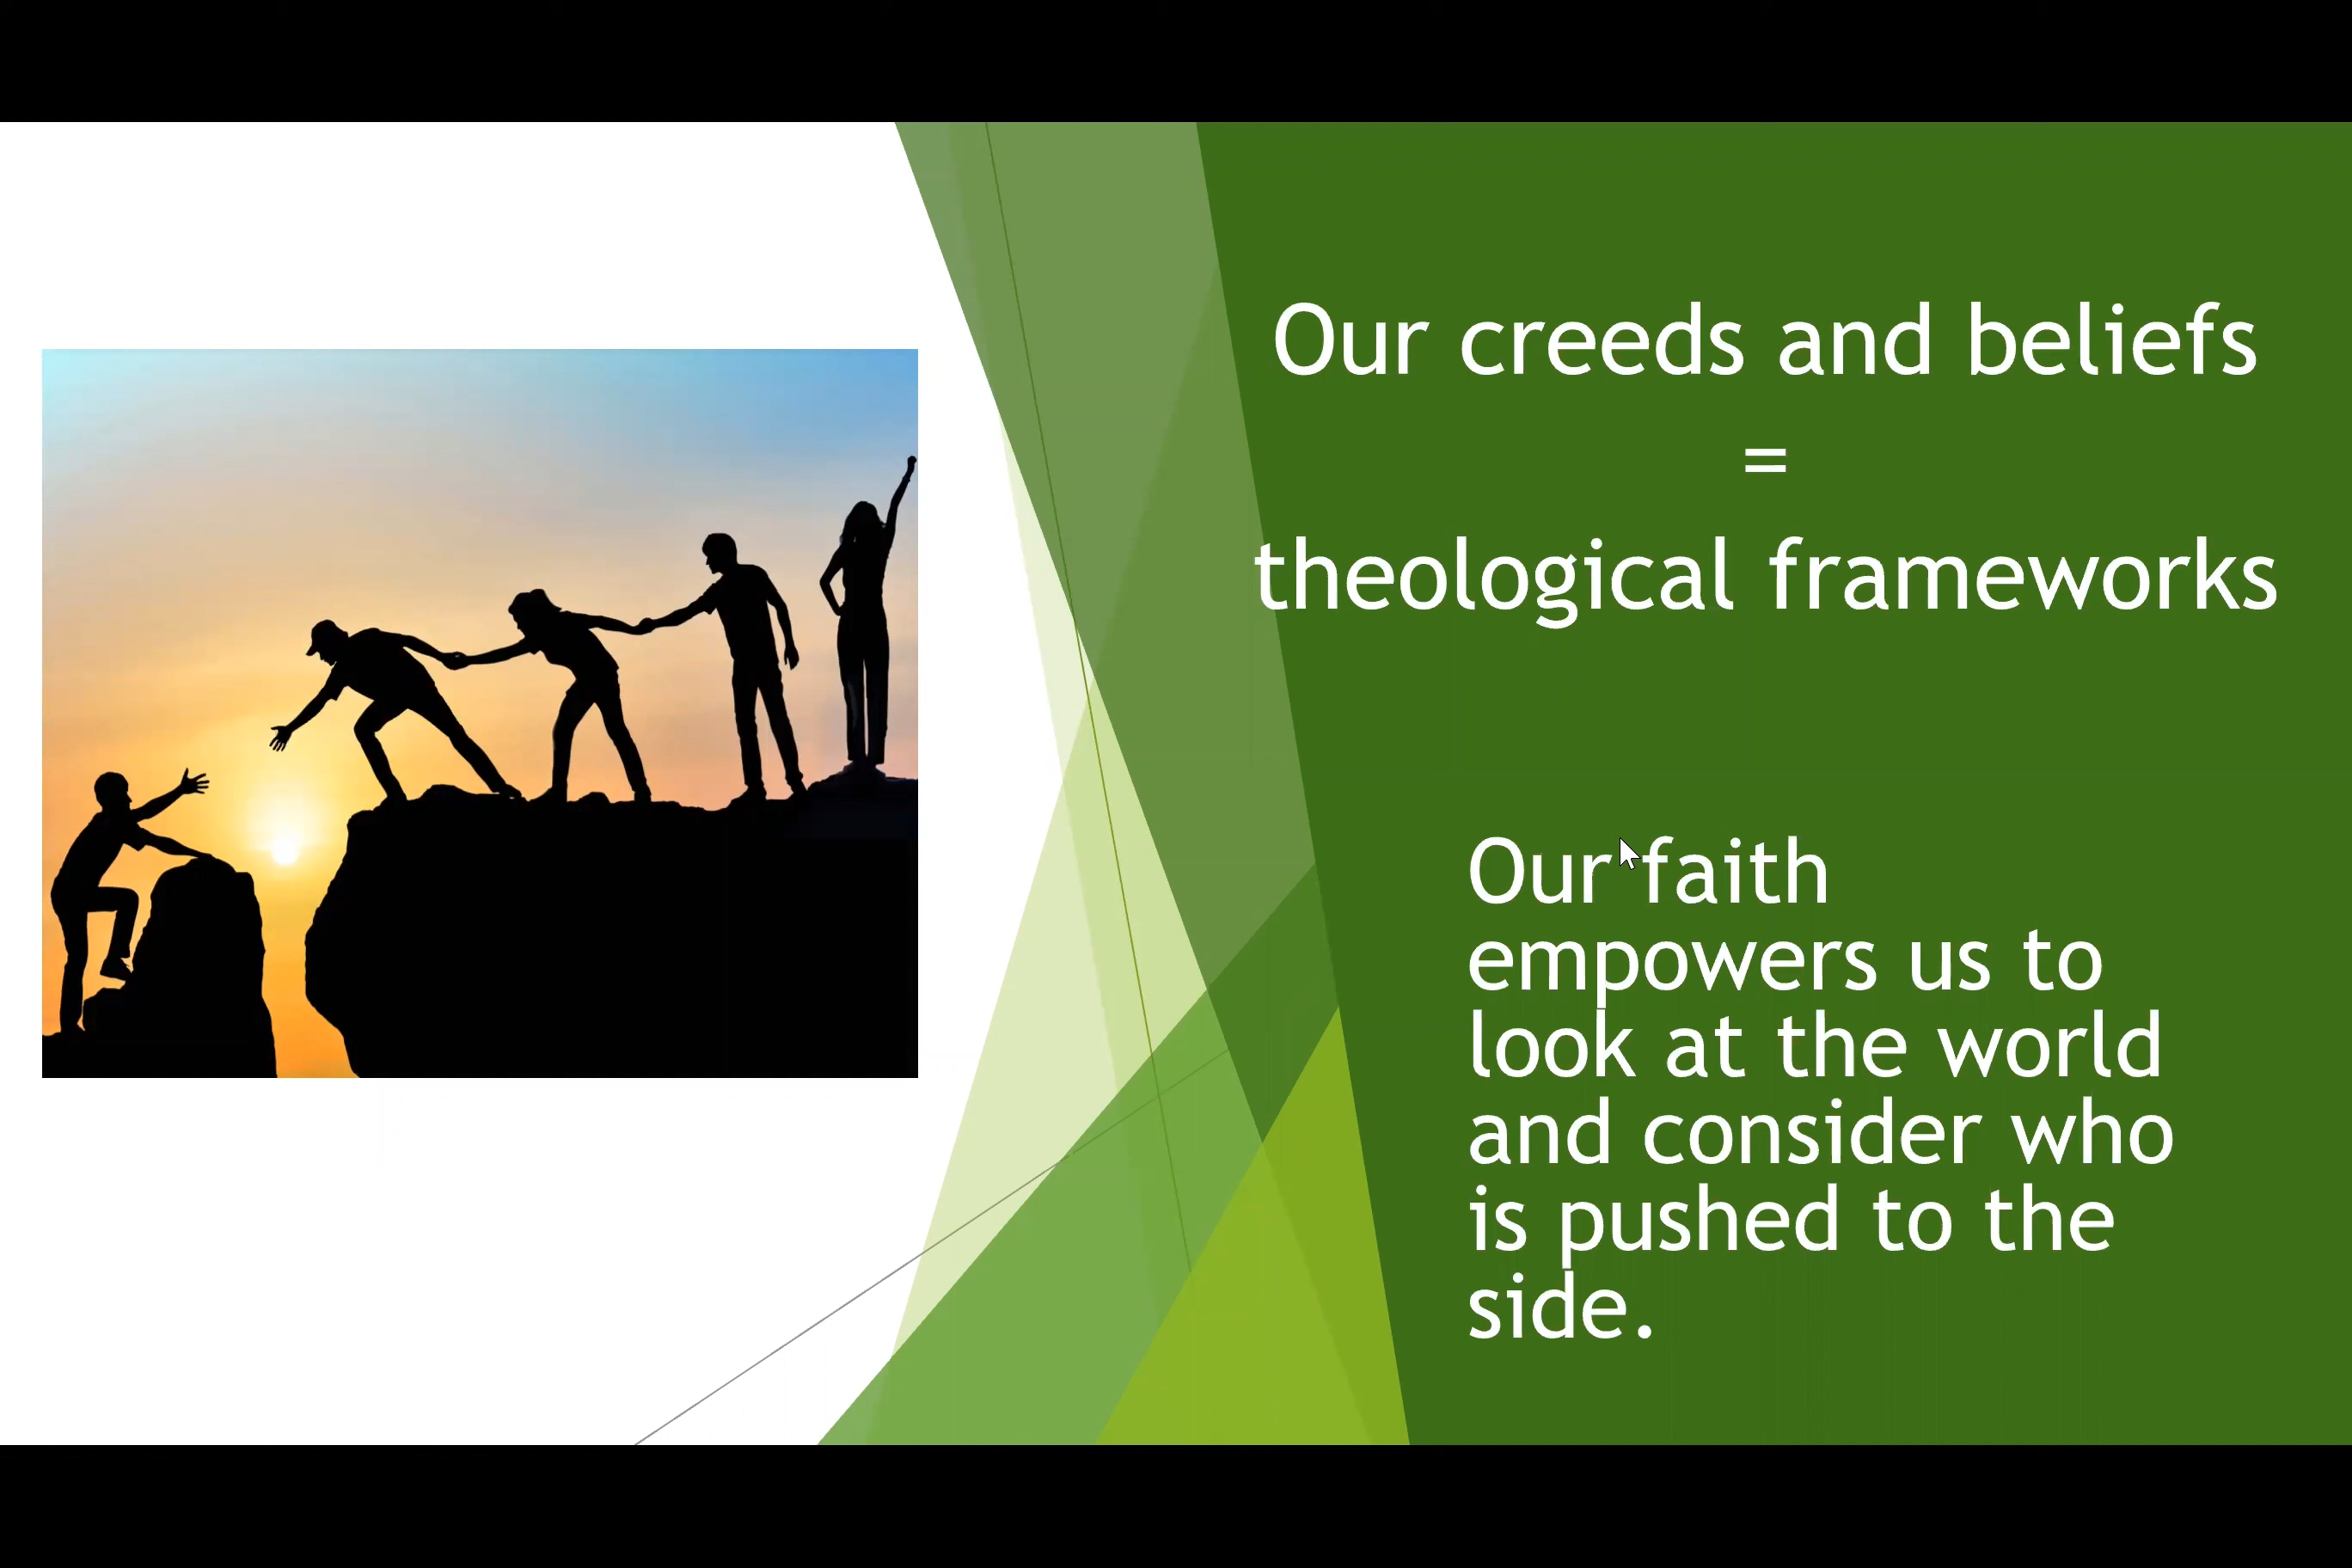 Our creeds and beliefs
=
theological frameworks
Our faith
empowers us to
look at the world
and consider who
is pushed to the
side.